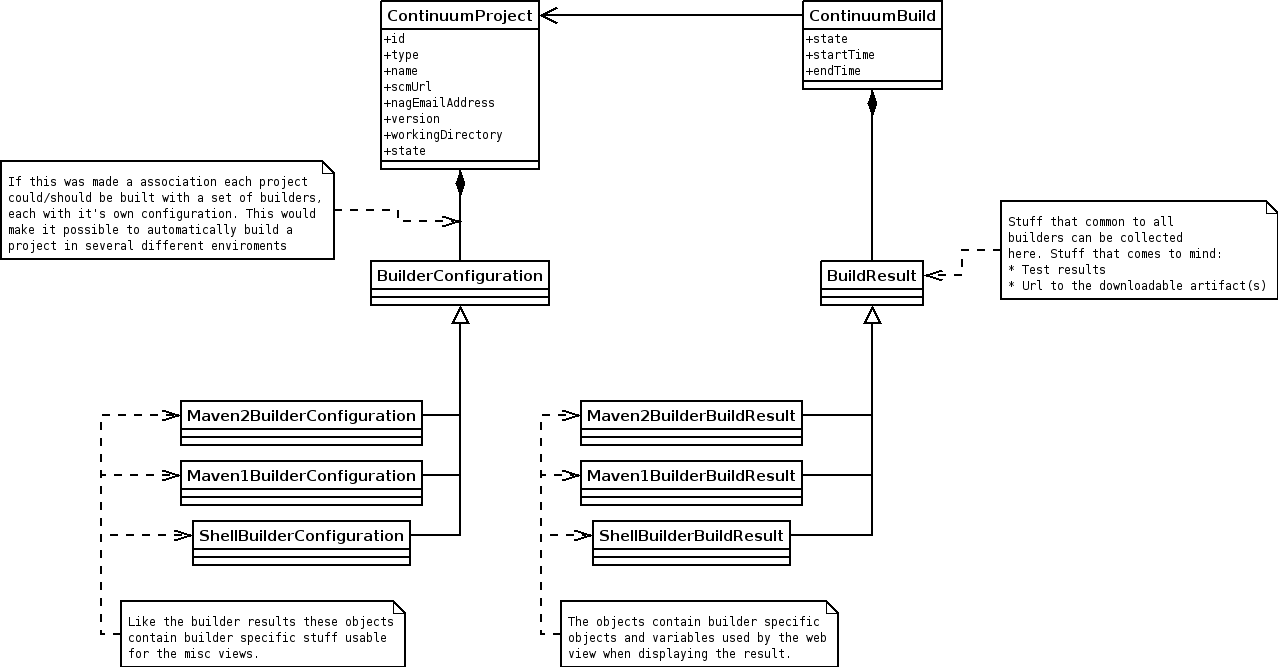 ContinuumProject
+id
+type
+name
+scmUrl
+nagEmailAddress
+version
+workingDirectory
+state
ContinuumBuild
+state
+startTime
+endTime
If this was made a association each project
could/should be built with a set of builders,
each with it's own configuration. This would
make it possible to automatically build a
project in several different enviroments
Stuff that common to all
builders can be collected
here. Stuff that comes to mind:
* Test results
* Url to the downloadable artifact(s)
BuilderConfiguration
BuildResult
Maven2BuilderConfiguration
Maven1BuilderConfiguration
ShellBuilderConfiguration
Maven2BuilderBuildResult
Maven1BuilderBuildResult
ShellBuilderBuildResult
Like the builder results these objects
contain builder specific stuff usable
for the misc views.
The objects contain builder specific
objects and variables used by the web
view when displaying the result.